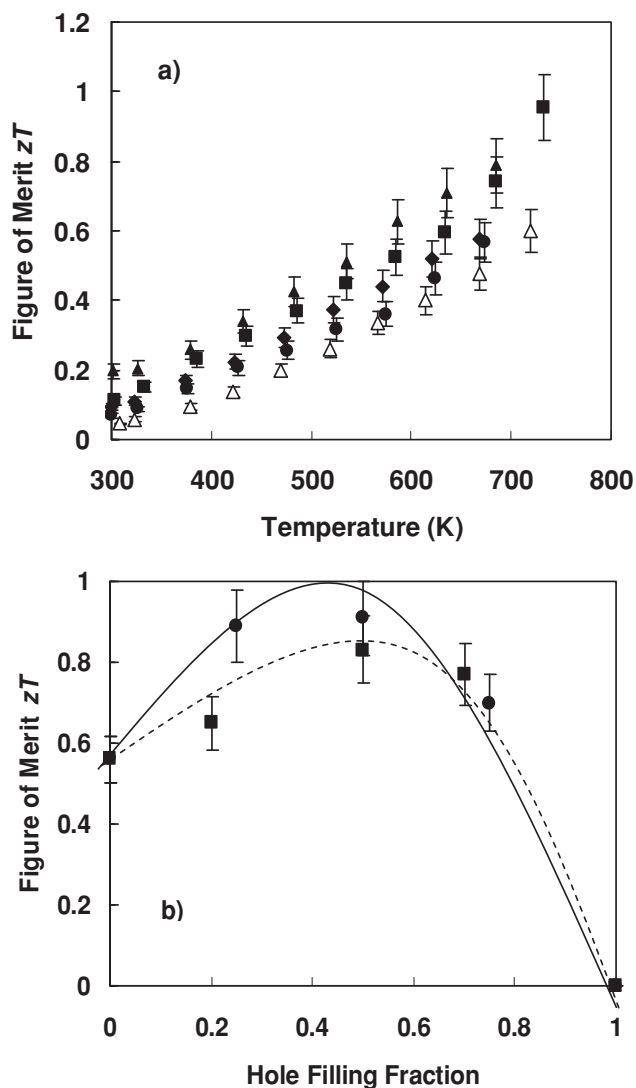 1.2
a)
1
0.8
0.6
0.4
0.2
0
Figure of Merit zT
300 400 500 600 700 800
Temperature (K)
1
0.8
0.6
0.4
0.2
0
Figure of Merit zT
b)
0 0.2 0.4 0.6 0.8 1
Hole Filling Fraction